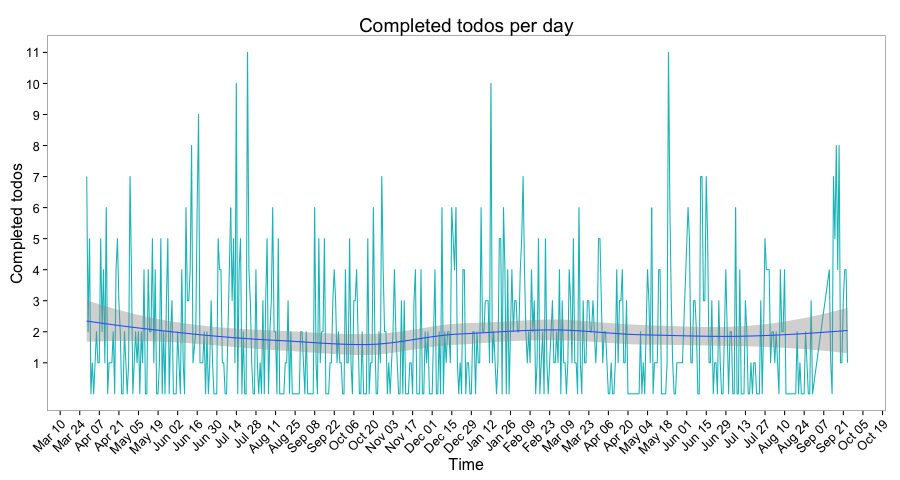 Completed todos per day
Completed todos
11
10
9
8
7
6
5
4
3
2
1
Mar 10
Mar 24
Apr 07
Apr 21
May 05
May 19
Jun 02
Jun 16
Jun 30
Jul 14
Jul 28
Aug 11
Aug 25
Sep 08
Sep 22
Oct 06
Oct 20
Nov 03
Nov 17
Dec 01
Dec 15
Dec 29
Jan 12
Jan 26
Feb 09
Feb 23
Mar 09
Mar 23
Apr 06
Apr 20
May 04
May 18
Jun 01
Jun 15
Jun 29
Jul 13
Jul 27
Aug 10
Aug 24
Sep 07
Sep 21
Oct 05
Oct 19
Time